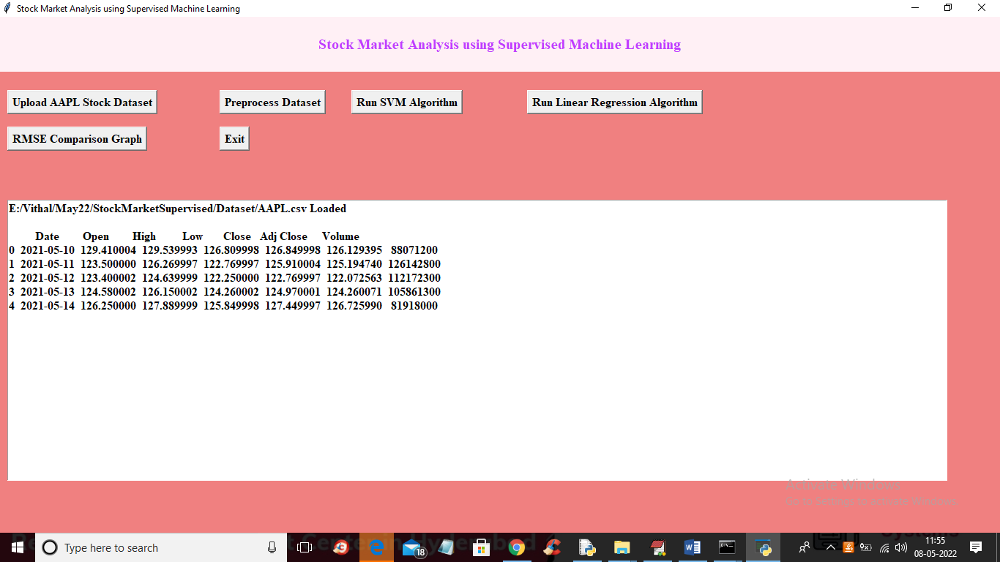 Stock Market Analysis using Supervised Machine Learning
Stock Market Analysis using Supervised Machine Learning
Upload AAPL Stock Dataset Preprocess Dataset Run SVM Algorithm Run Linear Regression Algorithm
RMSE Comparison Graph Exit
E:/Vithal/May22/StockMarketSupervised/Dataset/AAPL.csv Loaded
Date Open High Low Close Adj Close Volume
0 2021-05-10 129.410004 129.539993 126.809998 126.849998 126.129395 88071200
1 2021-05-11 123.500000 126.269997 122.769997 125.910004 125.194740 126142800
2 2021-05-12 123.400002 124.639999 122.250000 122.769997 122.072563 112172300
3 2021-05-13 124.580002 126.150002 124.260002 124.970001 124.260071 105861300
4 2021-05-14 126.250000 127.889999 125.849998 127.449997 126.725990 81918000
Activate Windows
Go to Settings to activate Windows.
Type here to search
18
11:55
08-05-2022